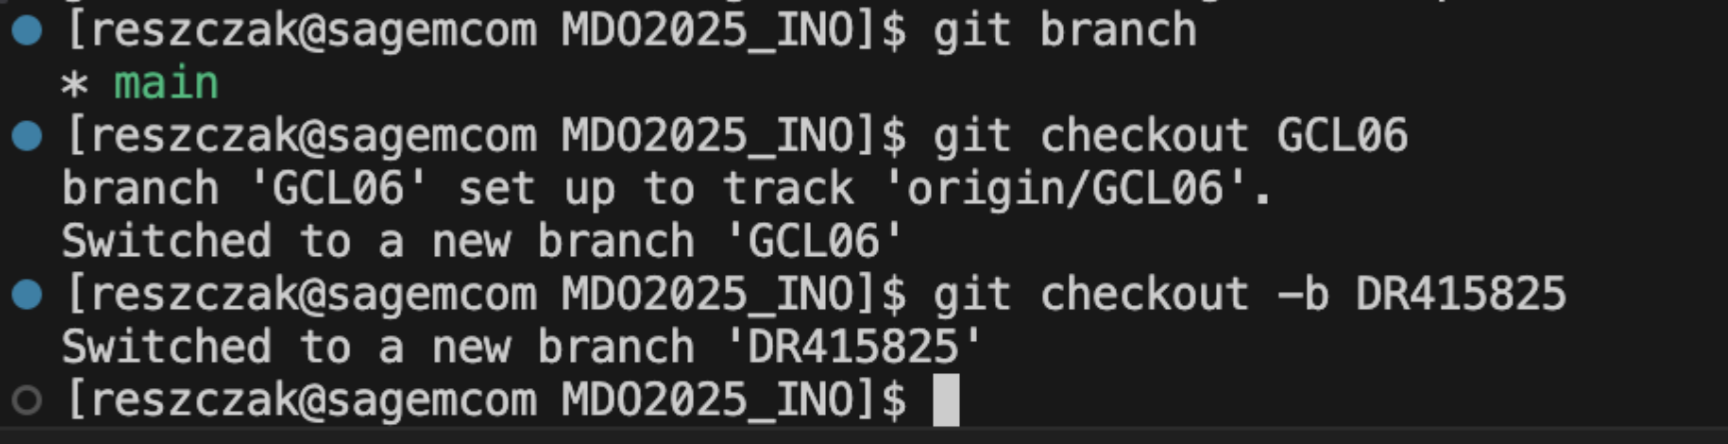 [reszczak@sagemcom MDO2025_INO]$ git branch
* main
[reszczak@sagemcom MDO2025_INO]$ git checkout GCL06
branch 'GCL06' set up to track 'origin/GCL06'.
Switched to a new branch 'GCL06'
[reszczak@sagemcom MDO2025_INO]$ git checkout -b DR415825
Switched to a new branch 'DR415825'
[reszczak@sagemcom MDO2025_INO]$